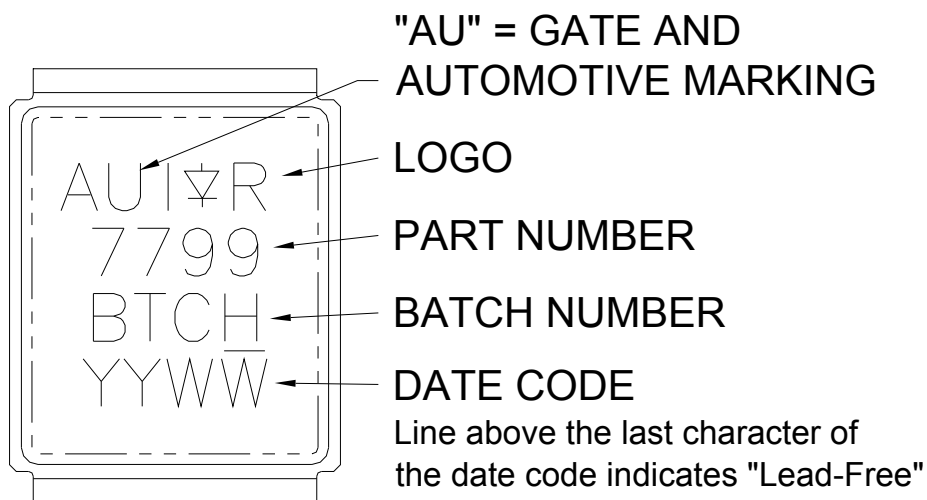 "AU" = GATE AND
AUTOMOTIVE MARKING
AUI R
LOGO
7799
PART NUMBER
BTCH
BATCH NUMBER
YYWW̅
DATE CODE
Line above the last character of
the date code indicates "Lead-Free"